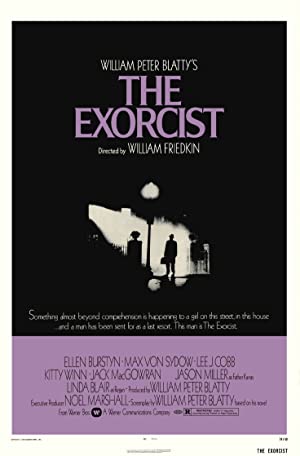 WILLIAM PETER BLATTY'S
THE
EXORCIST
Directed by WILLIAM FRIEDKIN
Something almost beyond comprehension is happening to a girl on this street, in this house
...and a man has been sent for as a last resort. This man is The Exorcist.
ELLEN BURSTYN · MAX VON SYDOW · LEE J. COBB
KITTY WINN · JACK MacGOWRAN JASON MILLER as Father Karras
LINDA BLAIR as Regan · Produced by WILLIAM PETER BLATTY
Executive Producer NOEL MARSHALL · Screenplay by WILLIAM PETER BLATTY based on his novel
From Warner Bros. A Warner Communications Company
R RESTRICTED
THE EXORCIST